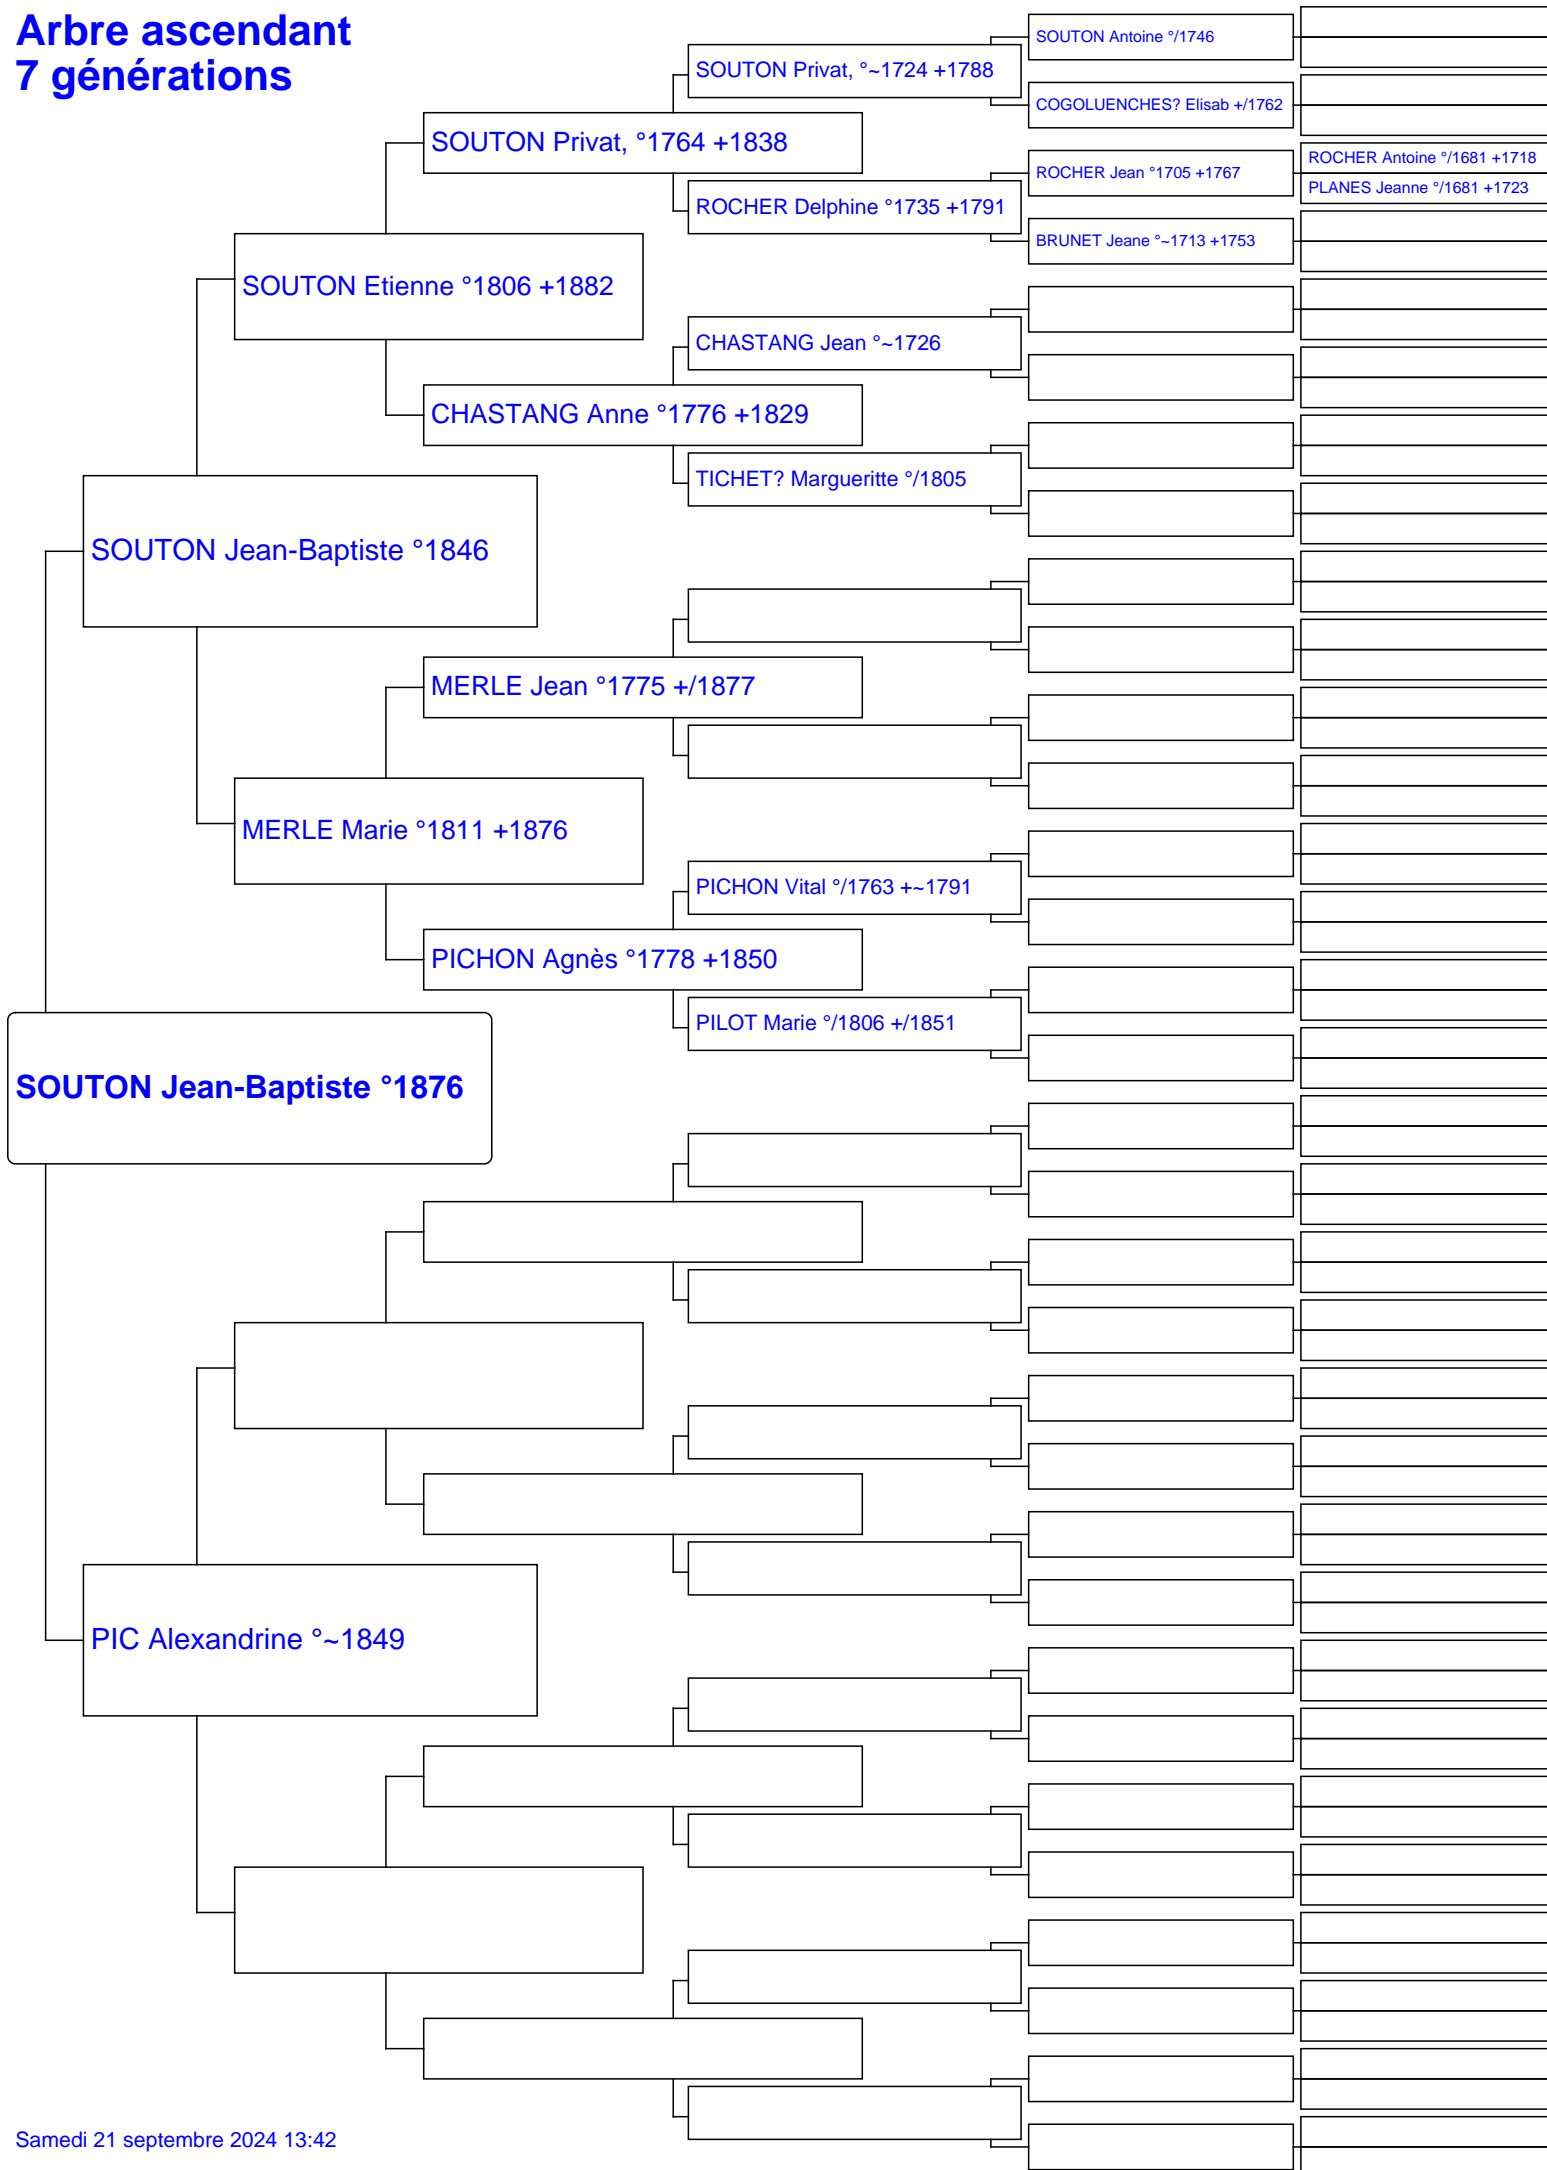 Arbre ascendant
7 générations
SOUTON Antoine °/1746
SOUTON Privat, °~1724 +1788
COGOLUENCHES? Elisab +/1762
SOUTON Privat, °1764 +1838
ROCHER Antoine °/1681 +1718
ROCHER Jean °1705 +1767
PLANES Jeanne °/1681 +1723
ROCHER Delphine °1735 +1791
BRUNET Jeane °~1713 +1753
SOUTON Etienne °1806 +1882
CHASTANG Jean °~1726
CHASTANG Anne °1776 +1829
TICHET? Margueritte °/1805
SOUTON Jean-Baptiste °1846
MERLE Jean °1775 +/1877
MERLE Marie °1811 +1876
PICHON Vital °/1763 +~1791
PICHON Agnès °1778 +1850
PILOT Marie °/1806 +/1851
SOUTON Jean-Baptiste °1876
PIC Alexandrine °~1849
Samedi 21 septembre 2024 13:42